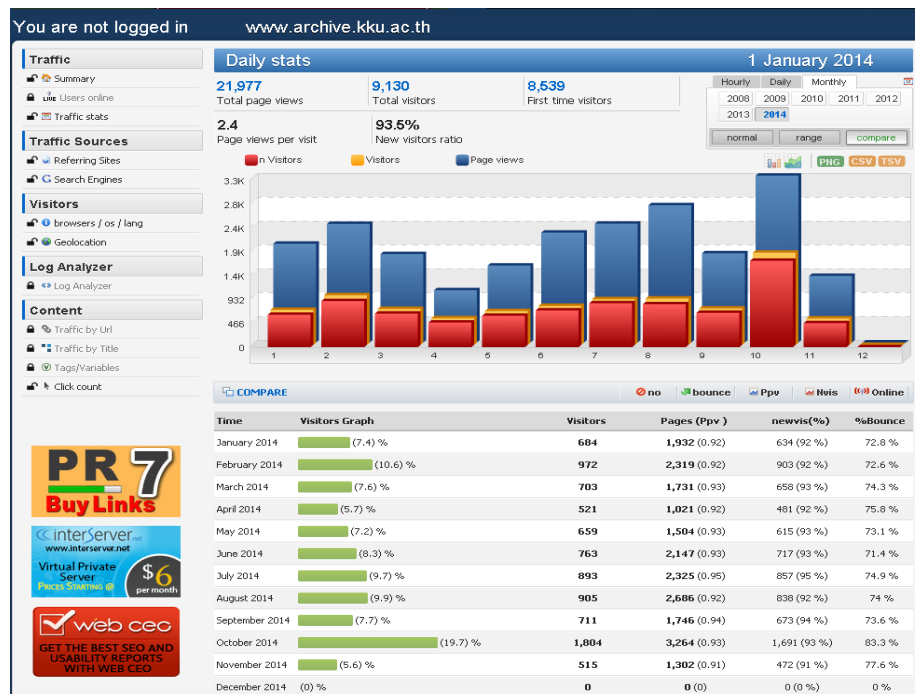 You are not logged in www.archive.kku.ac.th
Traffic
Summary
Users online
Traffic stats
Traffic Sources
Referring Sites
Search Engines
Visitors
browsers / os / lang
Geolocation
Log Analyzer
Log Analyzer
Content
Traffic by Url
Traffic by Title
Tags/Variables
Click count
PR 7
Buy Links
interServer.net
www.interserver.net
Virtual Private
Server
PRICES STARTING @
$6
per month
web ceo
GET THE BEST SEO AND
USABILITY REPORTS
WITH WEB CEO
Daily stats 1 January 2014
21,977 9,130 8,539
Total page views Total visitors First time visitors
2.4 93.5%
Page views per visit New visitors ratio
Hourly Daily Monthly
2008 2009 2010 2011 2012
2013 2014
normal range compare
n Visitors Visitors Page views
PNG CSV TSV
3.3K
2.8K
2.4K
1.9K
1.4K
932
466
0
1 2 3 4 5 6 7 8 9 10 11 12
COMPARE no bounce Ppv Nvis Online
Time Visitors Graph Visitors Pages (Ppv ) newvis(%) %Bounce
January 2014 (7.4) % 684 1,932 (0.92) 634 (92 %) 72.8 %
February 2014 (10.6) % 972 2,319 (0.92) 903 (92 %) 72.6 %
March 2014 (7.6) % 703 1,731 (0.93) 658 (93 %) 74.3 %
April 2014 (5.7) % 521 1,021 (0.92) 481 (92 %) 75.8 %
May 2014 (7.2) % 659 1,504 (0.93) 615 (93 %) 73.1 %
June 2014 (8.3) % 763 2,147 (0.93) 717 (93 %) 71.4 %
July 2014 (9.7) % 893 2,325 (0.95) 857 (95 %) 74.9 %
August 2014 (9.9) % 905 2,686 (0.92) 838 (92 %) 74 %
September 2014 (7.7) % 711 1,746 (0.94) 673 (94 %) 73.6 %
October 2014 (19.7) % 1,804 3,264 (0.93) 1,691 (93 %) 83.3 %
November 2014 (5.6) % 515 1,302 (0.91) 472 (91 %) 77.6 %
December 2014 (0) % 0 0 (0) 0 (0 %) 0 %